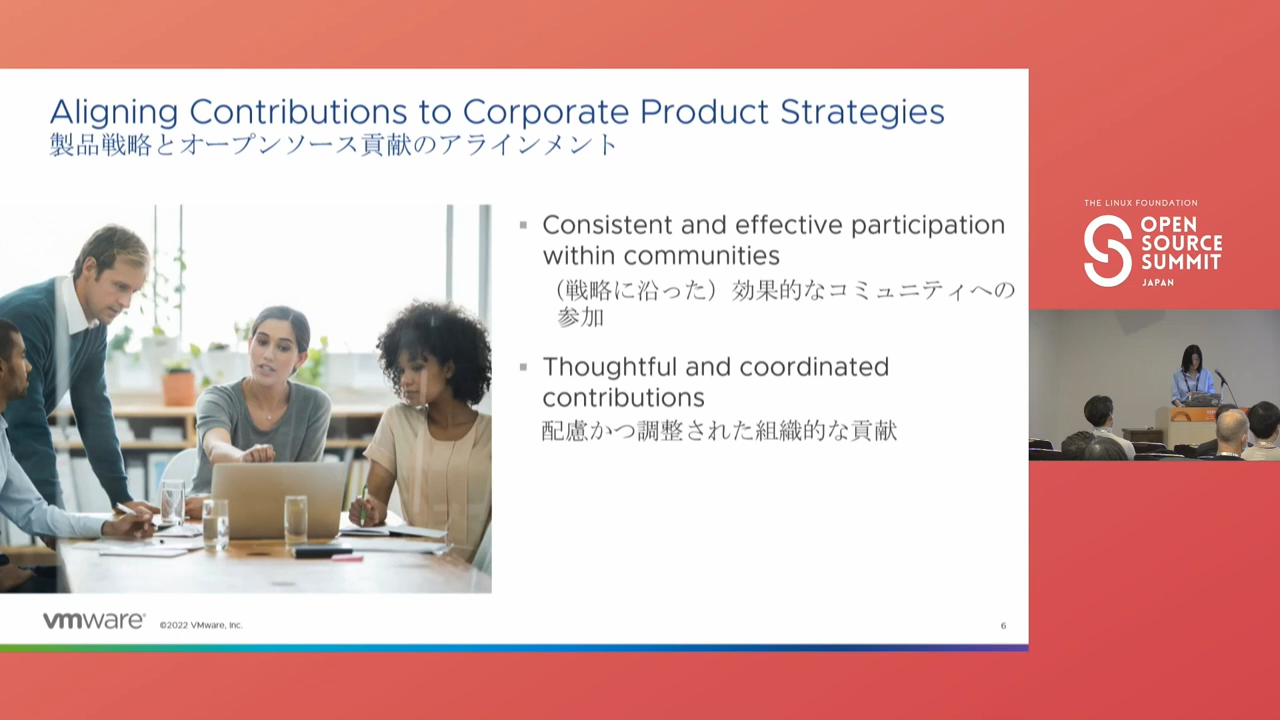 Aligning Contributions to Corporate Product Strategies
製品戦略とオープンソース貢献のアラインメント
▪ Consistent and effective participation
within communities
（戦略に沿った）効果的なコミュニティへの
参加
▪ Thoughtful and coordinated
contributions
配慮かつ調整された組織的な貢献
vmware® ©2022 VMware, Inc.
6
THE LINUX FOUNDATION
OPEN
SOURCE
SUMMIT
JAPAN